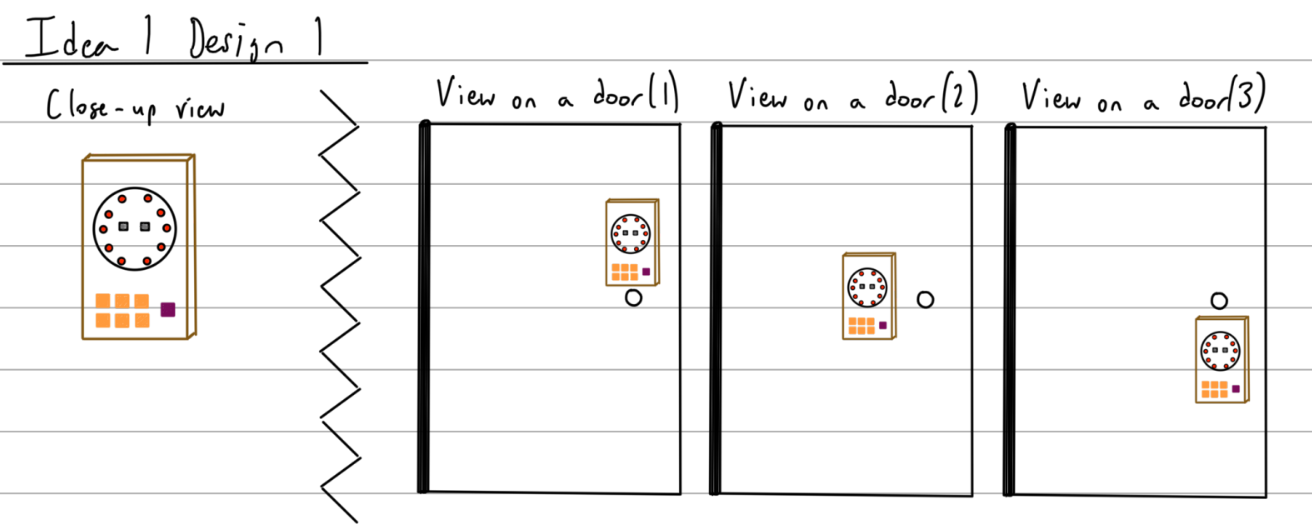 Idea 1 Design 1
Close-up view
View on a door(1)
View on a door(2)
View on a door(3)